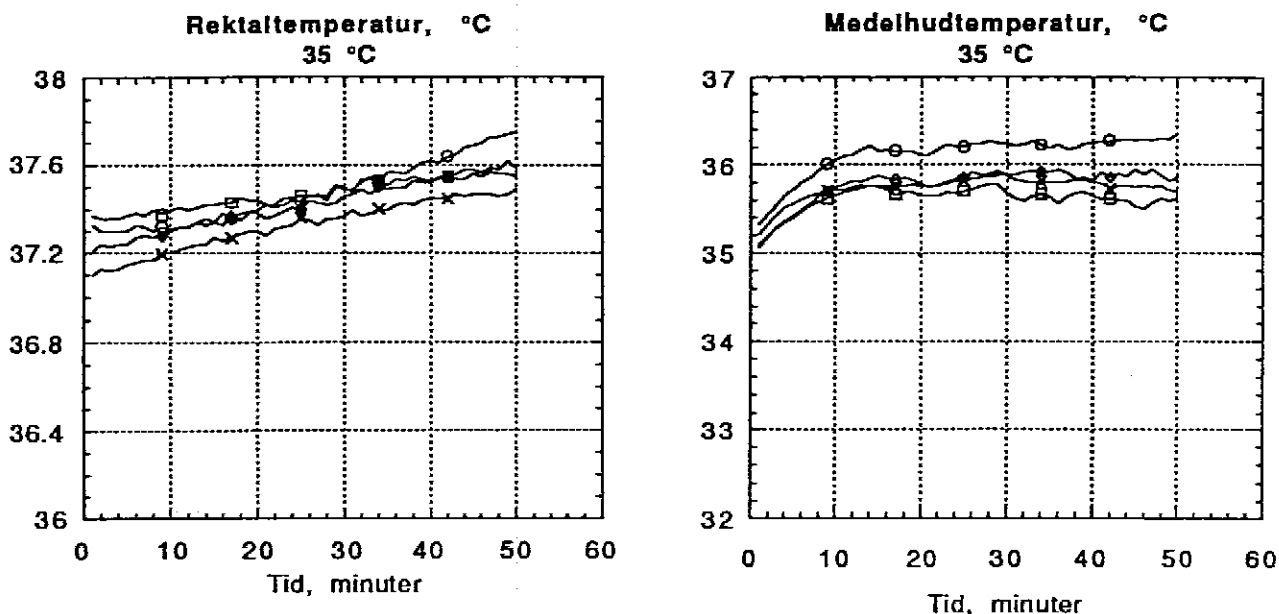 Rektaltemperatur, °C
35 °C
38
37.6
37.2
36.8
36.4
36
0 10 20 30 40 50 60
Tid, minuter
Medelhudtemperatur, °C
35 °C
37
36
35
34
33
32
0 10 20 30 40 50 60
Tid, minuter